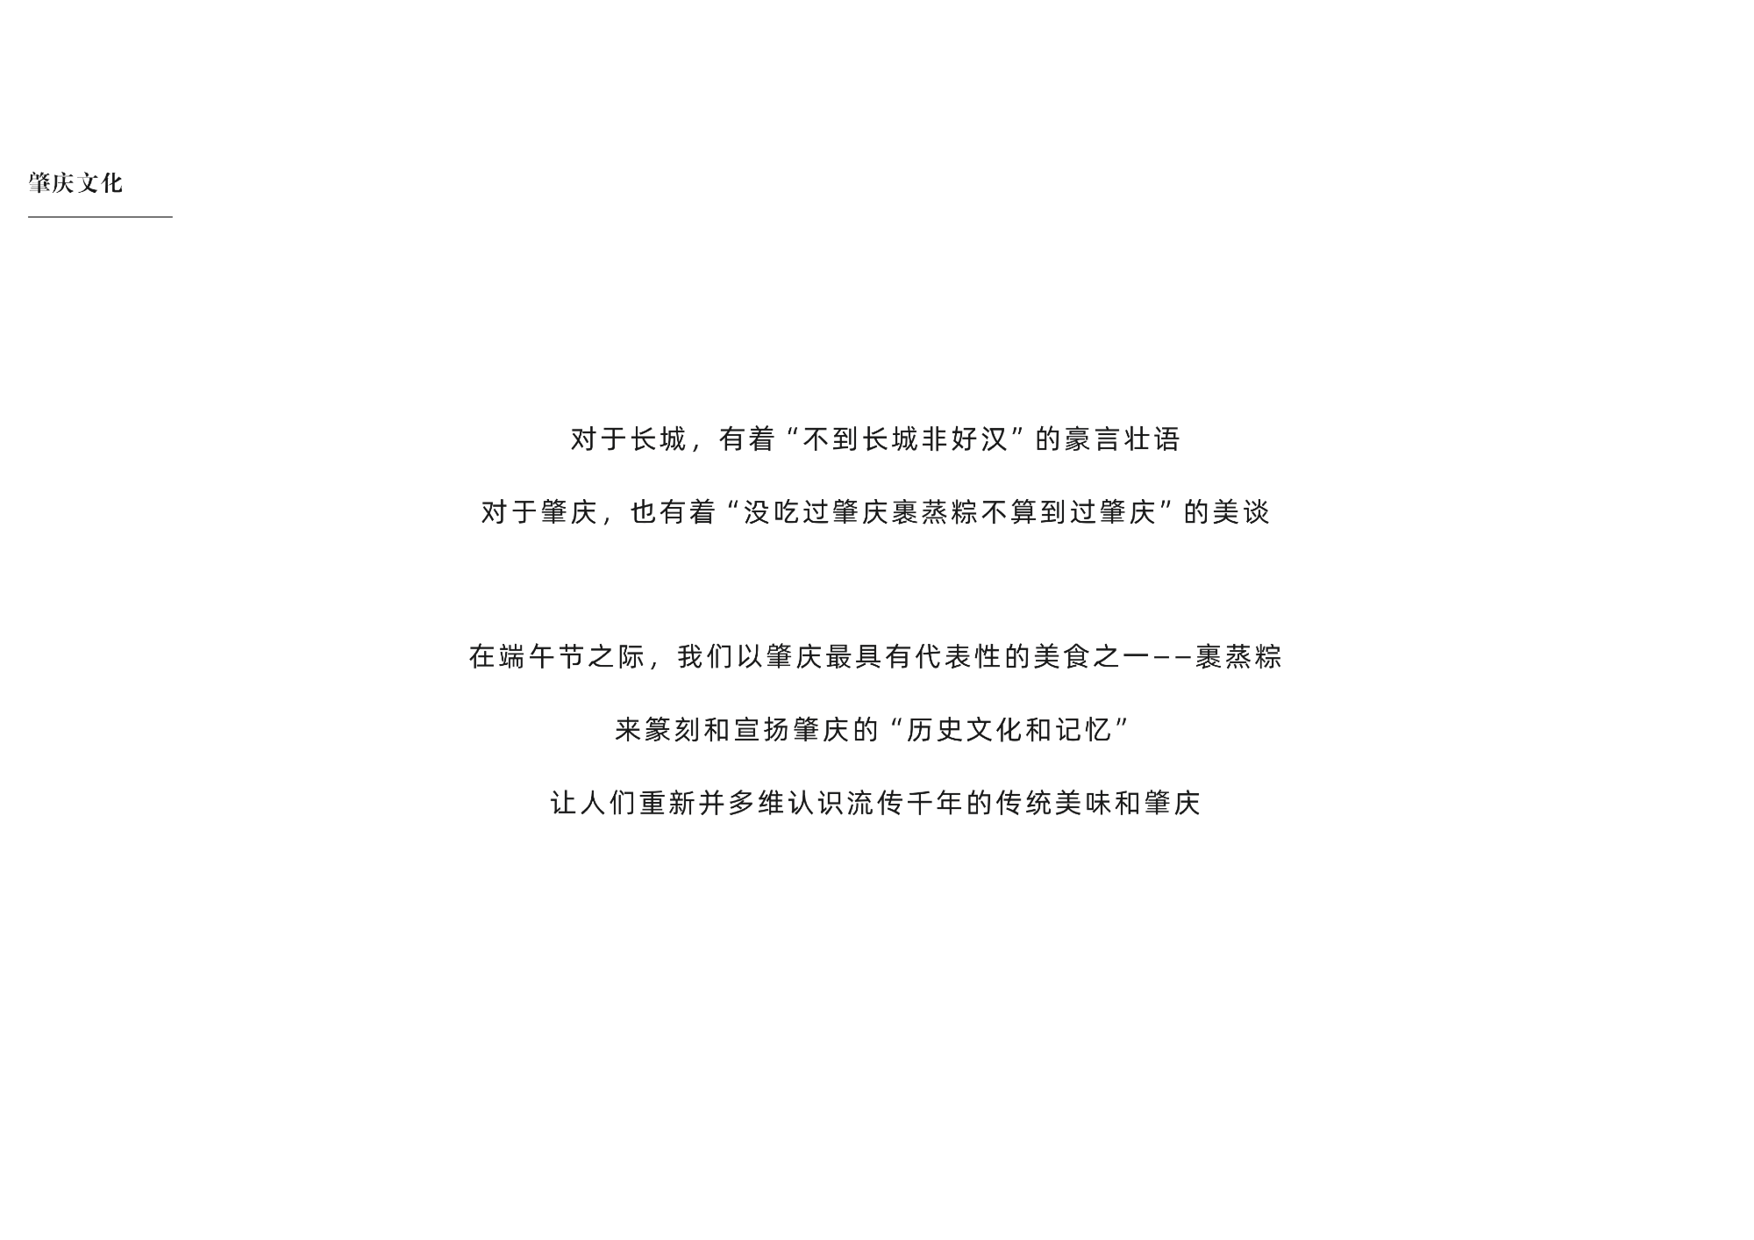 肇庆文化
对于长城，有着“不到长城非好汉”的豪言壮语
对于肇庆，也有着“没吃过肇庆裹蒸粽不算到过肇庆”的美谈
在端午节之际，我们以肇庆最具有代表性的美食之一——裹蒸粽
来篆刻和宣扬肇庆的“历史文化和记忆”
让人们重新并多维认识流传千年的传统美味和肇庆